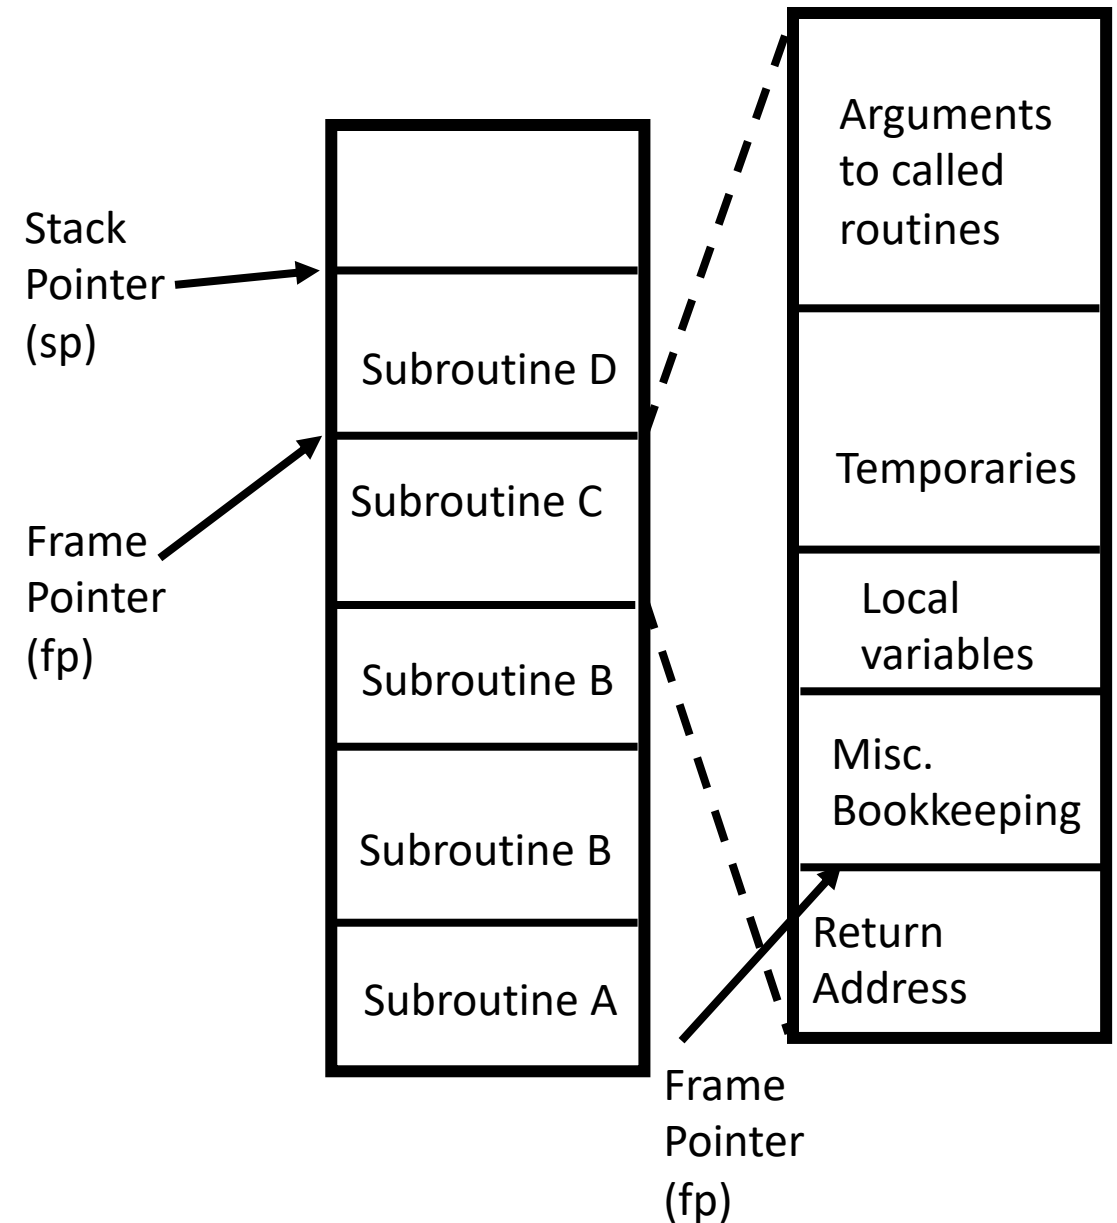 Stack
Pointer
(sp)
Frame
Pointer
(fp)
Subroutine D
Subroutine C
Subroutine B
Subroutine B
Subroutine A
Arguments
to called
routines
Temporaries
Local
variables
Misc.
Bookkeeping
Return
Address
Frame
Pointer
(fp)